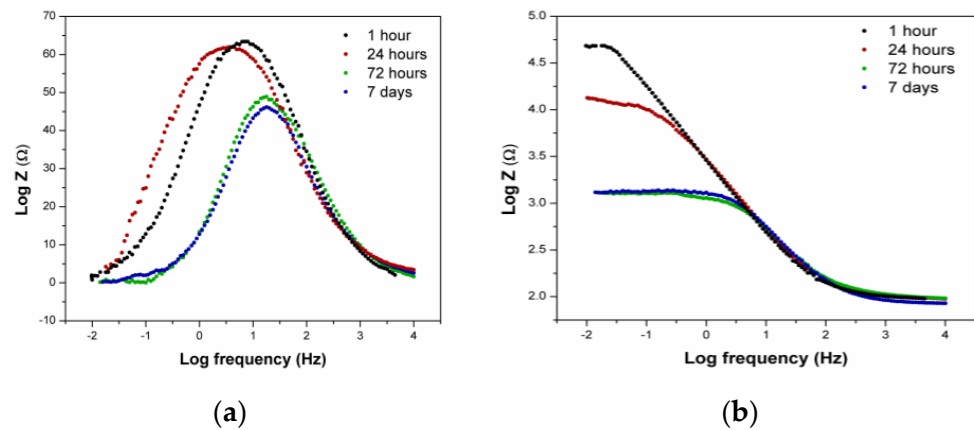 70
60
50
40
30
20
10
0
-10
-2
-1
0
1
2
3
4
Log Z (Ω)
Log frequency (Hz)
1 hour
24 hours
72 hours
7 days
(a)
5.0
4.5
4.0
3.5
3.0
2.5
2.0
-2
-1
0
1
2
3
4
Log Z (Ω)
Log frequency (Hz)
1 hour
24 hours
72 hours
7 days
(b)